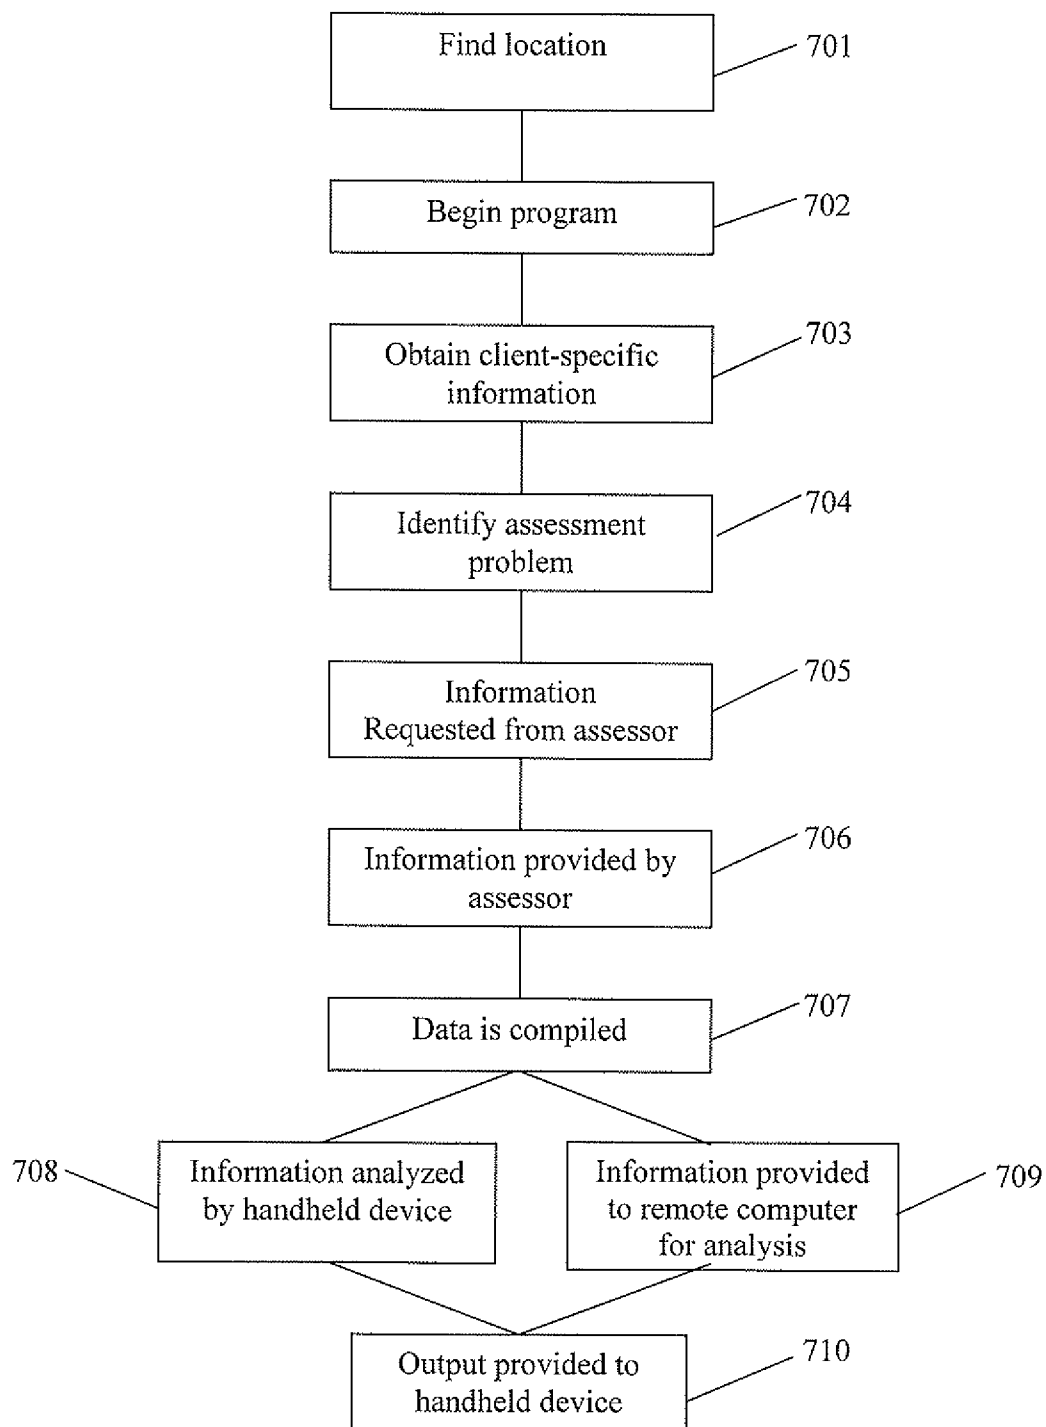 Find location
701
Begin program
702
Obtain client-specific
information
703
Identify assessment
problem
704
Information
Requested from assessor
705
Information provided by
assessor
706
Data is compiled
707
708
Information analyzed
by handheld device
Information provided
to remote computer
for analysis
709
Output provided to
handheld device
710